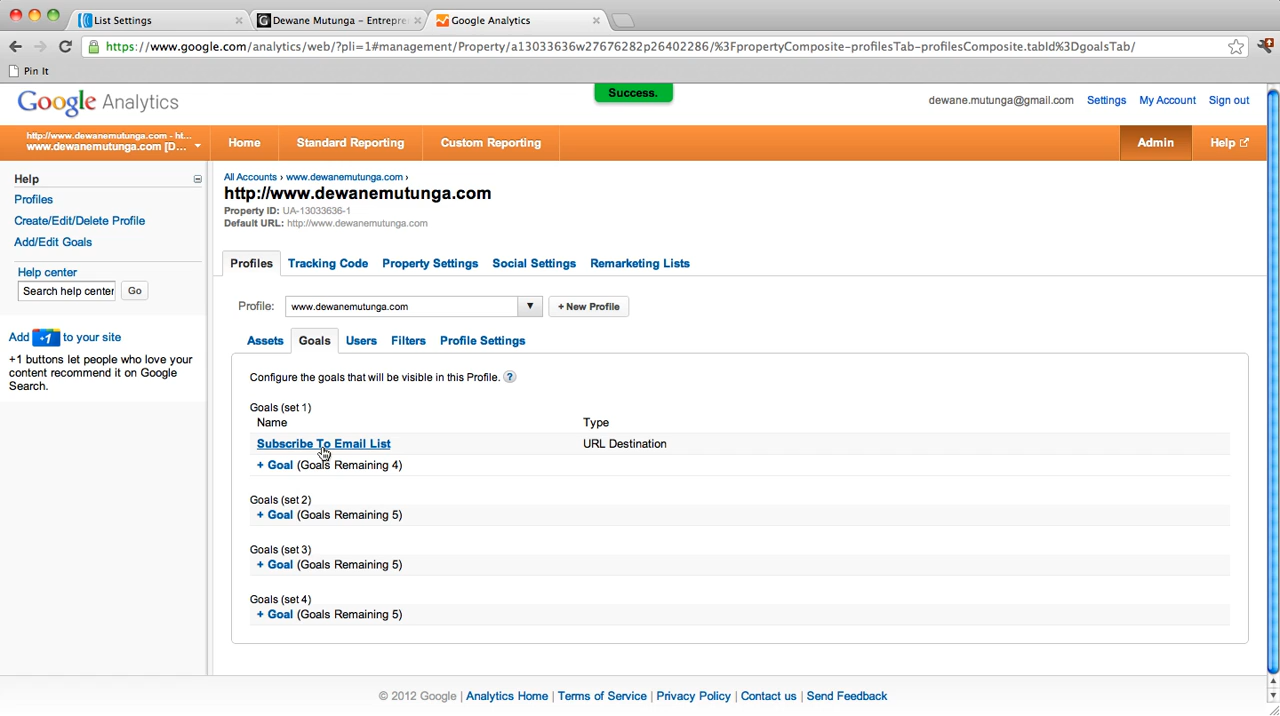 List Settings
Dewane Mutunga – Entrepre
Google Analytics
https://www.google.com/analytics/web/?pli=1#management/Property/a13033636w27676282p26402286/%3FpropertyComposite-profilesTab-profilesComposite.tabId%3DgoalsTab/
Pin It
Google Analytics
Success.
dewane.mutunga@gmail.com Settings My Account Sign out
http://www.dewanemutunga.com - ht...
www.dewanemutunga.com [D...
Home Standard Reporting Custom Reporting Admin Help
Help
Profiles
Create/Edit/Delete Profile
Add/Edit Goals
Help center
Search help center Go
Add +1 to your site
+1 buttons let people who love your
content recommend it on Google
Search.
All Accounts › www.dewanemutunga.com ›
http://www.dewanemutunga.com
Property ID: UA-13033636-1
Default URL: http://www.dewanemutunga.com
Profiles Tracking Code Property Settings Social Settings Remarketing Lists
Profile: www.dewanemutunga.com + New Profile
Assets Goals Users Filters Profile Settings
Configure the goals that will be visible in this Profile. ?
Goals (set 1)
Name Type
Subscribe To Email List URL Destination
+ Goal (Goals Remaining 4)
Goals (set 2)
+ Goal (Goals Remaining 5)
Goals (set 3)
+ Goal (Goals Remaining 5)
Goals (set 4)
+ Goal (Goals Remaining 5)
© 2012 Google | Analytics Home | Terms of Service | Privacy Policy | Contact us | Send Feedback